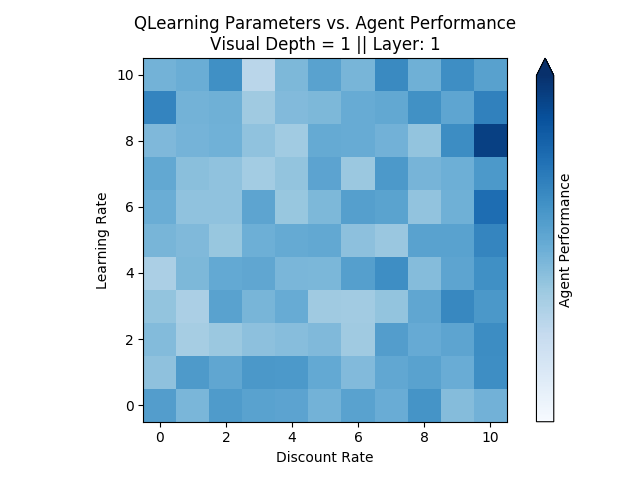 QLearning Parameters vs. Agent Performance
Visual Depth = 1 || Layer: 1
10
8
6
4
2
0
Learning Rate
0 2 4 6 8 10
Discount Rate
Agent Performance